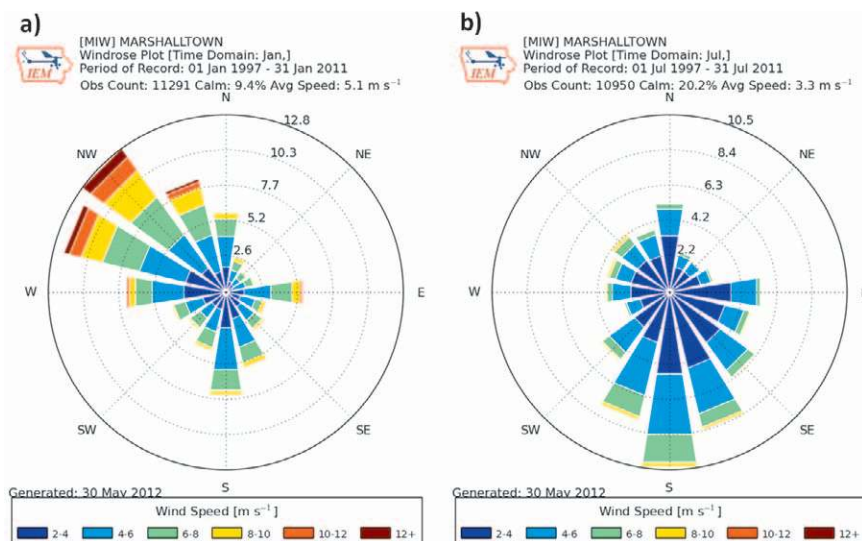 a)
IEM
[MIW] MARSHALLTOWN
Windrose Plot [Time Domain: Jan,]
Period of Record: 01 Jan 1997 - 31 Jan 2011
Obs Count: 11291 Calm: 9.4% Avg Speed: 5.1 m s⁻¹
N
12.8
10.3
7.7
5.2
2.6
NW
NE
W
E
SW
SE
S
Generated: 30 May 2012
Wind Speed [m s⁻¹]
2-4 4-6 6-8 8-10 10-12 12+
b)
IEM
[MIW] MARSHALLTOWN
Windrose Plot [Time Domain: Jul,]
Period of Record: 01 Jul 1997 - 31 Jul 2011
Obs Count: 10950 Calm: 20.2% Avg Speed: 3.3 m s⁻¹
N
10.5
8.4
6.3
4.2
2.2
NW
NE
W
SW
SE
S
Generated: 30 May 2012
Wind Speed [m s⁻¹]
2-4 4-6 6-8 8-10 10-12 12+